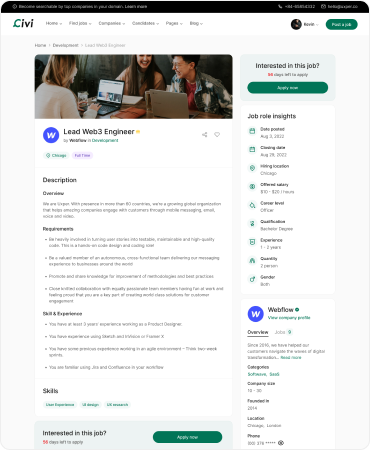 Become searchable by top companies in your domain. Learn more
+84-95854332
hello@uxper.co
Civi
Home
Find jobs
Companies
Candidates
Pages
Blog
Kevin
Post a job
Home
Development
Lead Web3 Engineer
Lead Web3 Engineer
by Webflow in Development
Chicago
Full Time
Description
Overview
We are Uxper. With presence in more than 60 countries, we're a growing global organization
that helps amazing companies engage with customers through mobile messaging, email,
voice and video.
Requirements
Be heavily involved in turning user stories into testable, maintainable and high-quality
code. This is a hands-on code design and coding role!
Be a valued member of an autonomous, cross-functional team delivering our messaging
experience to businesses around the world
Promote and share knowledge for improvement of methodologies and best practices
Close knitted collaboration with equally passionate team members having fun at work and
feeling proud that you are a key part of creating world class solutions for customer
engagement
Skill & Experience
You have at least 3 years' experience working as a Product Designer.
You have experience using Sketch and InVision or Framer X
You have some previous experience working in an agile environment – Think two-week
sprints.
You are familiar using Jira and Confluence in your workflow
Skills
User Experience
UI design
UX research
Interested in this job?
days left to apply
Apply now
Interested in this job?
days left to apply
Apply now
Job role insights
Date posted
Aug 3, 2022
Closing date
Aug 29, 2022
Hiring location
Chicago
Offered salary
$10 - $20 / hours
Career level
Officer
Qualification
Bachelor Degree
Experience
1 - 2 years
Quantity
2 person
Gender
Both
Webflow
View company profile
Overview
Jobs
Since 2016, we have helped our
customers navigate the waves of digital
transformation... Read more
Categories
Software, SaaS
Company size
10 - 30
Founded in
2014
Location
Chicago, London
Phone